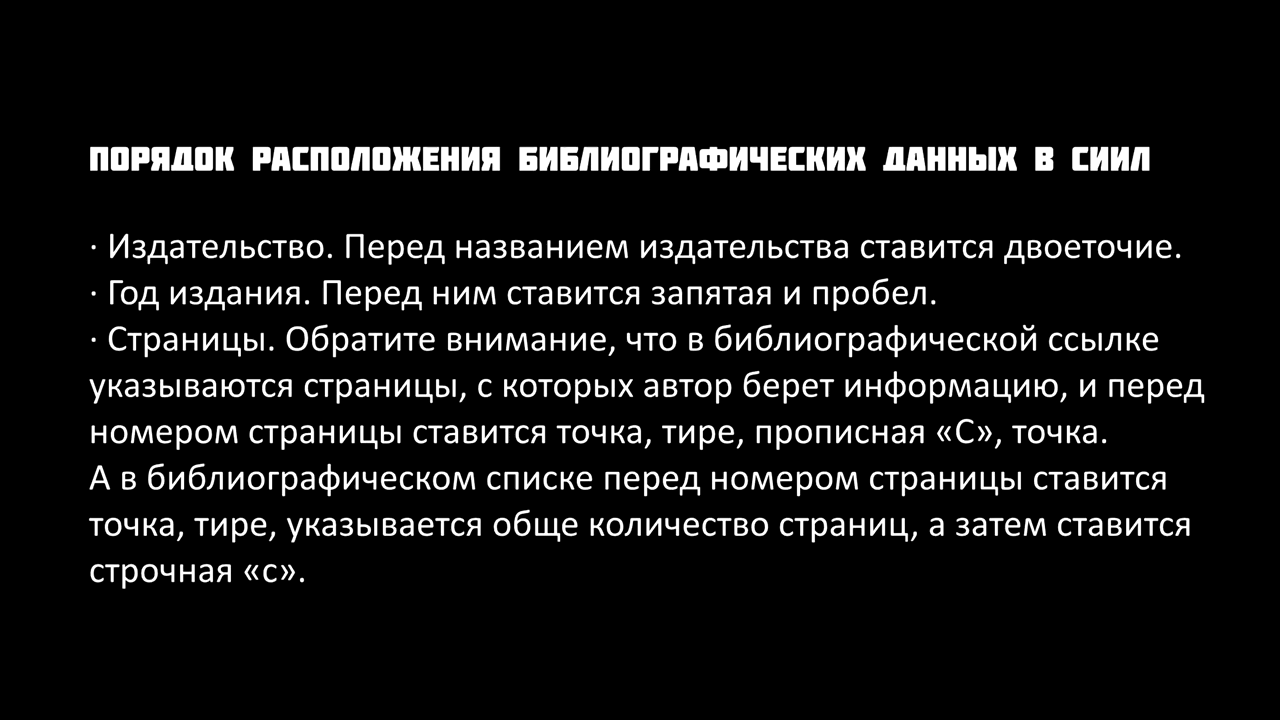 ПОРЯДОК РАСПОЛОЖЕНИЯ БИБЛИОГРАФИЧЕСКИХ ДАННЫХ В СИИЛ
· Издательство. Перед названием издательства ставится двоеточие.
· Год издания. Перед ним ставится запятая и пробел.
· Страницы. Обратите внимание, что в библиографической ссылке
указываются страницы, с которых автор берет информацию, и перед
номером страницы ставится точка, тире, прописная «С», точка.
А в библиографическом списке перед номером страницы ставится
точка, тире, указывается обще количество страниц, а затем ставится
строчная «с».